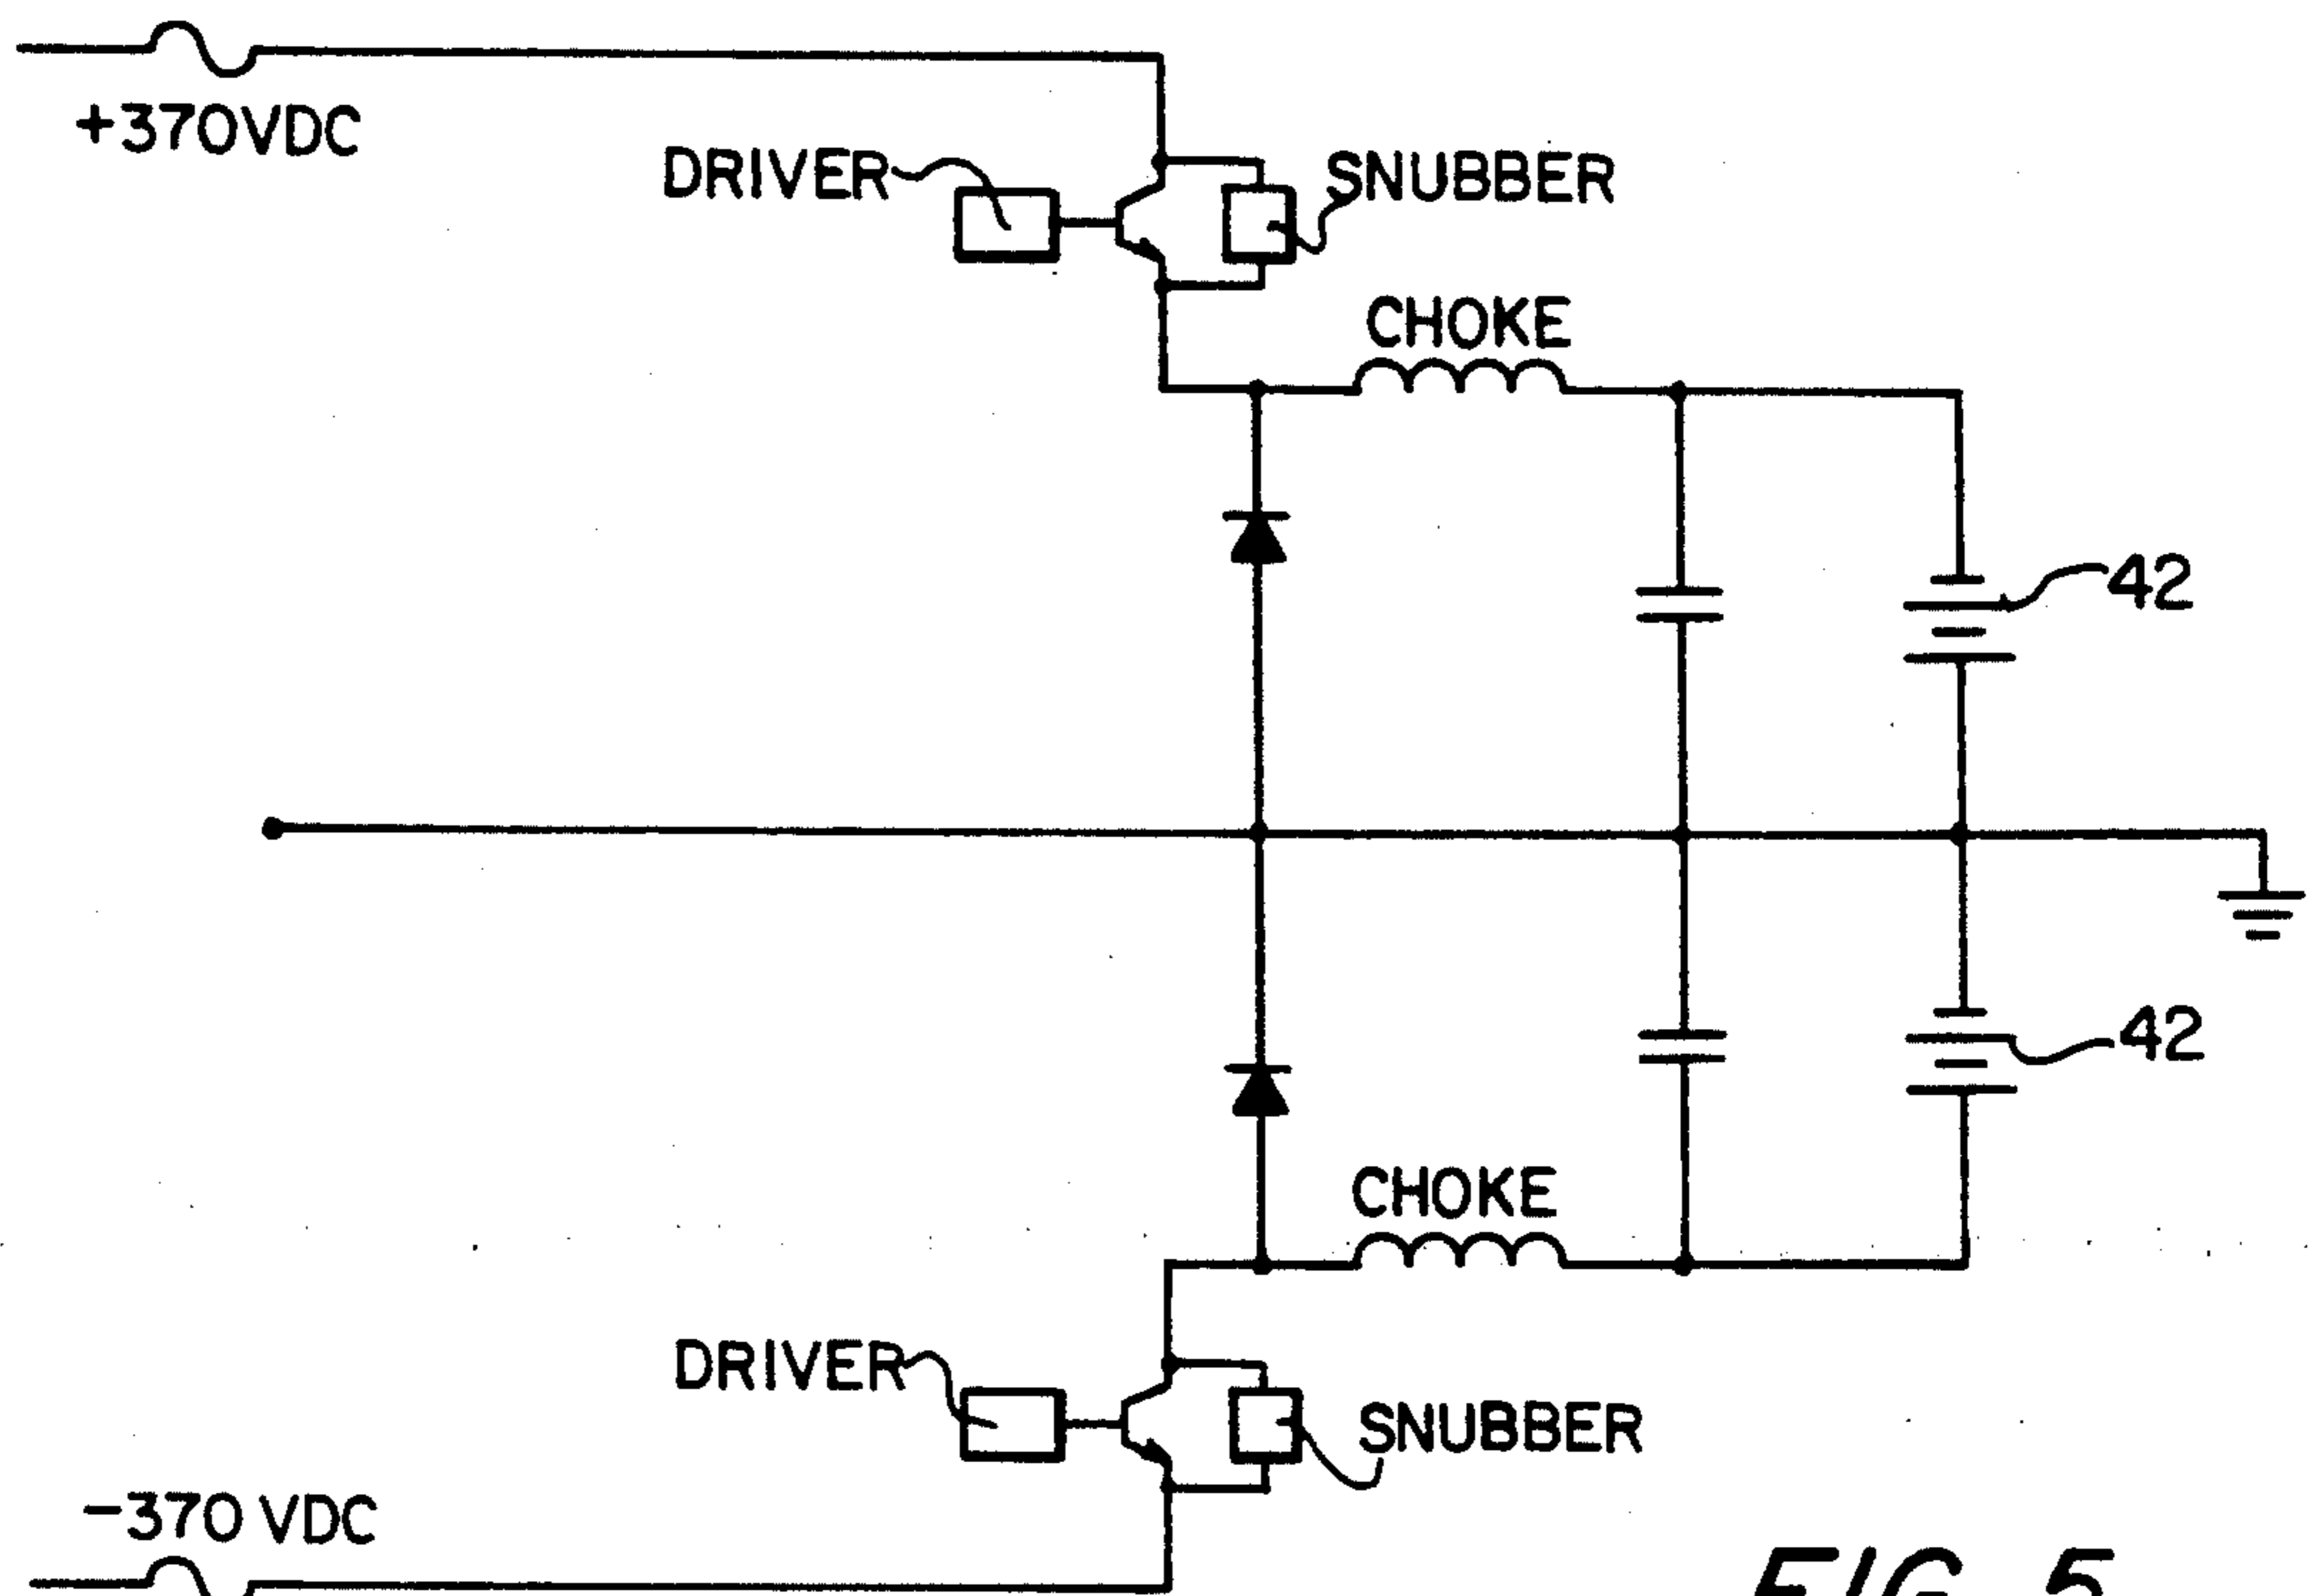 +370VDC
DRIVER
SNUBBER
CHOKE
42
42
CHOKE
DRIVER
SNUBBER
-370 VDC
FIG. 5